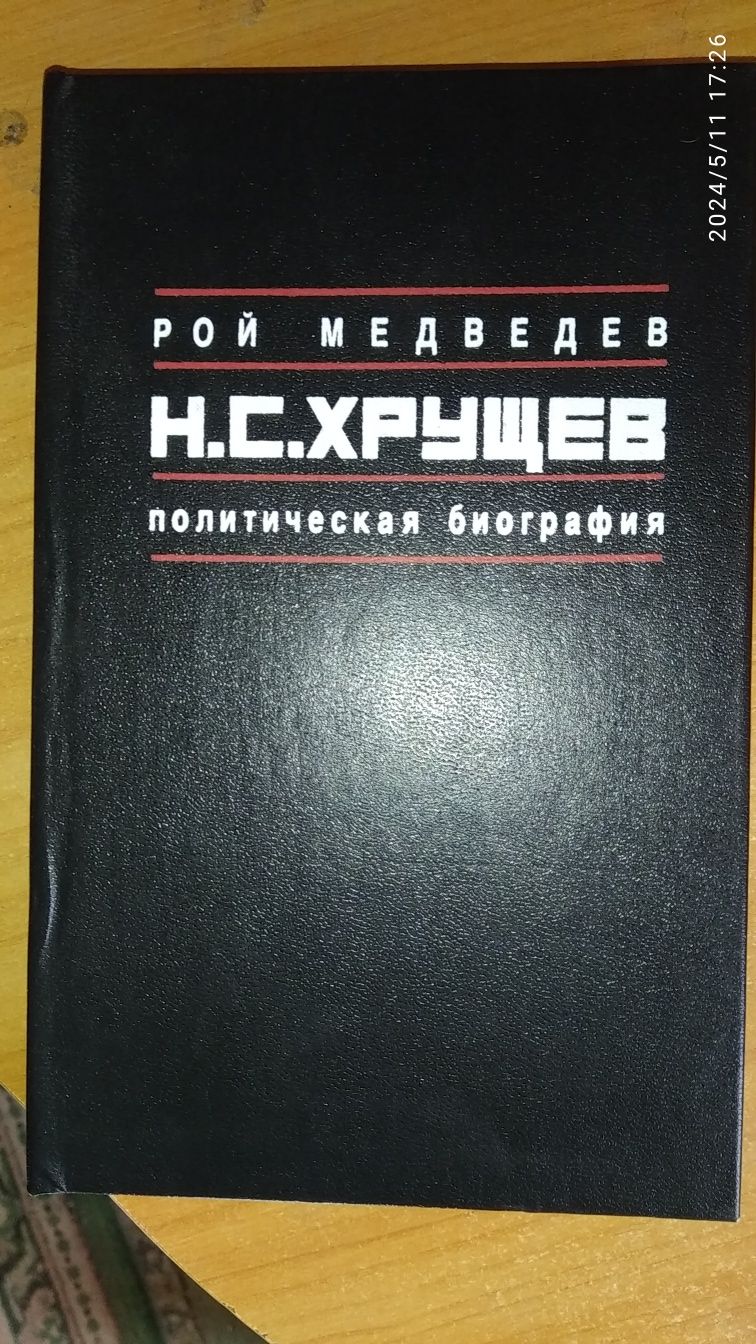 2024/5/11 17:26
РОЙ МЕДВЕДЕВ
Н.С.ХРУЩЕВ
политическая биография